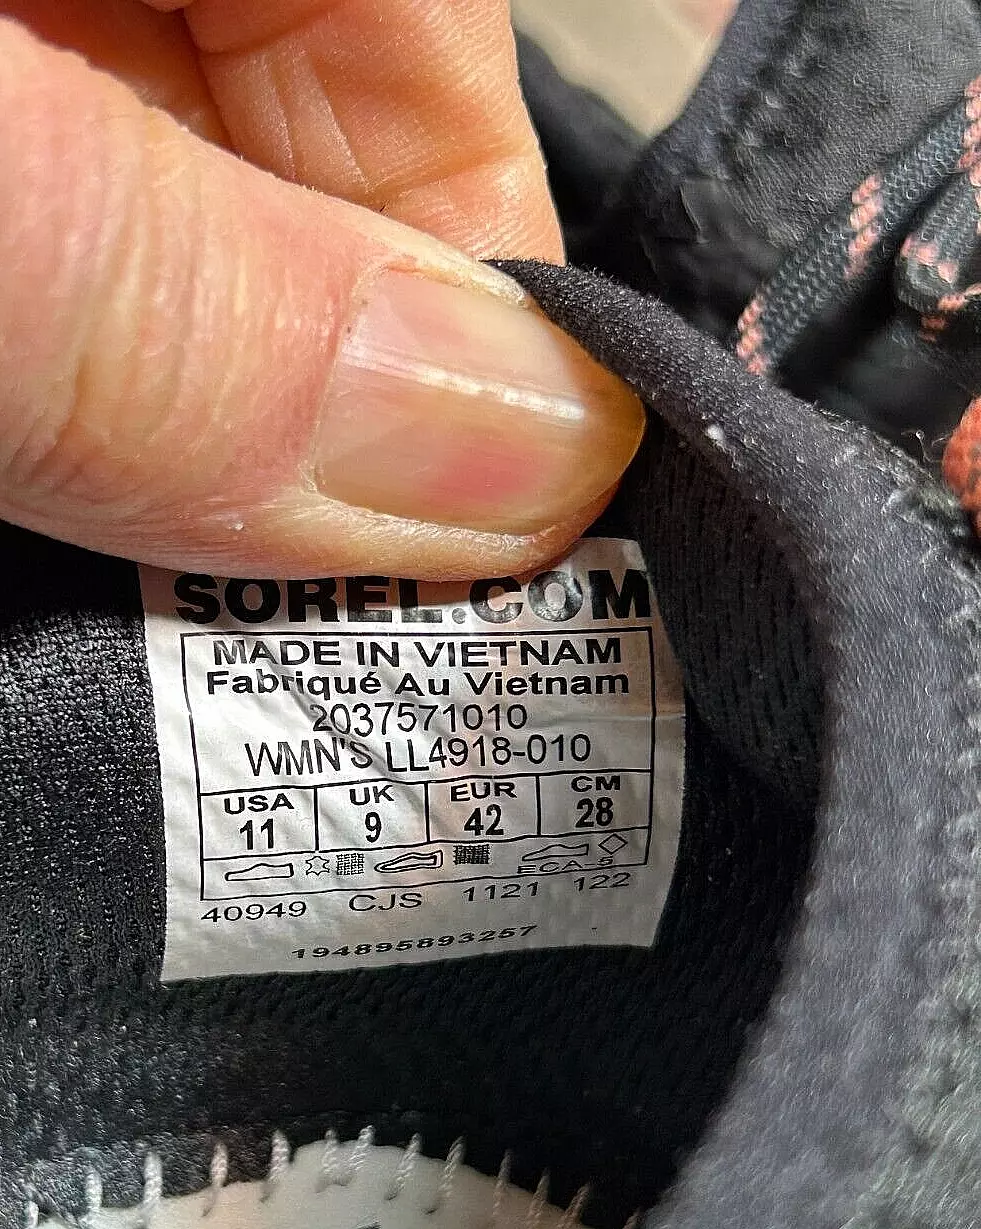 SOREL.COM
MADE IN VIETNAM
Fabriqué Au Vietnam
2037571010
WMN'S LL4918-010
USA UK EUR CM
11 9 42 28
ECA-5
40949 CJS 1121 122
194895893257